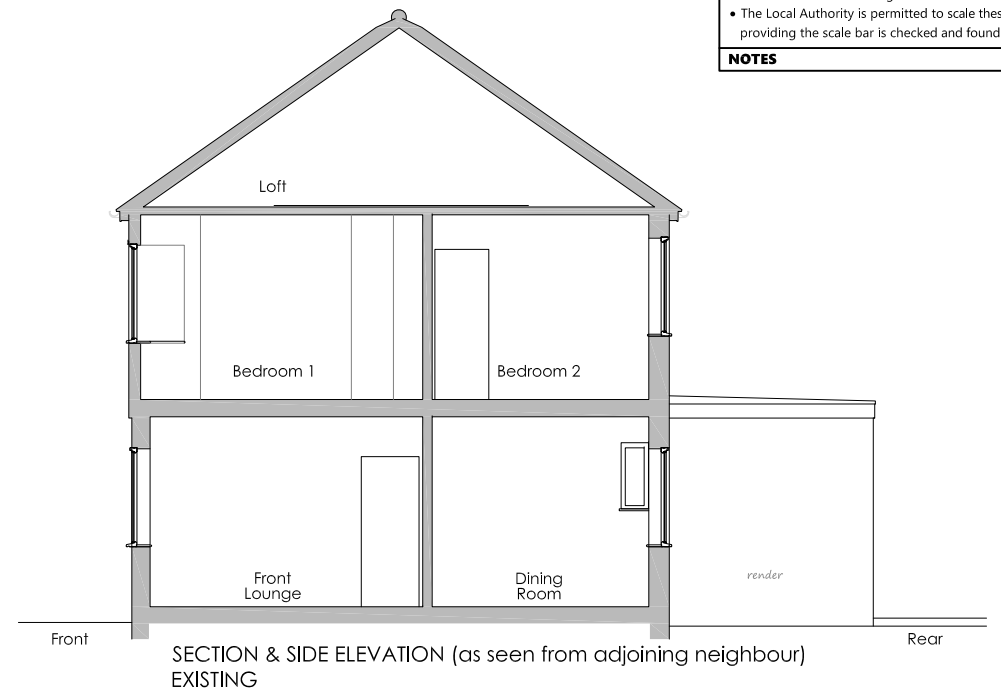 • The Local Authority is permitted to scale thes
providing the scale bar is checked and found
NOTES
Loft
Bedroom 1
Bedroom 2
Front
Lounge
Dining
Room
render
Front
Rear
SECTION & SIDE ELEVATION (as seen from adjoining neighbour)
EXISTING